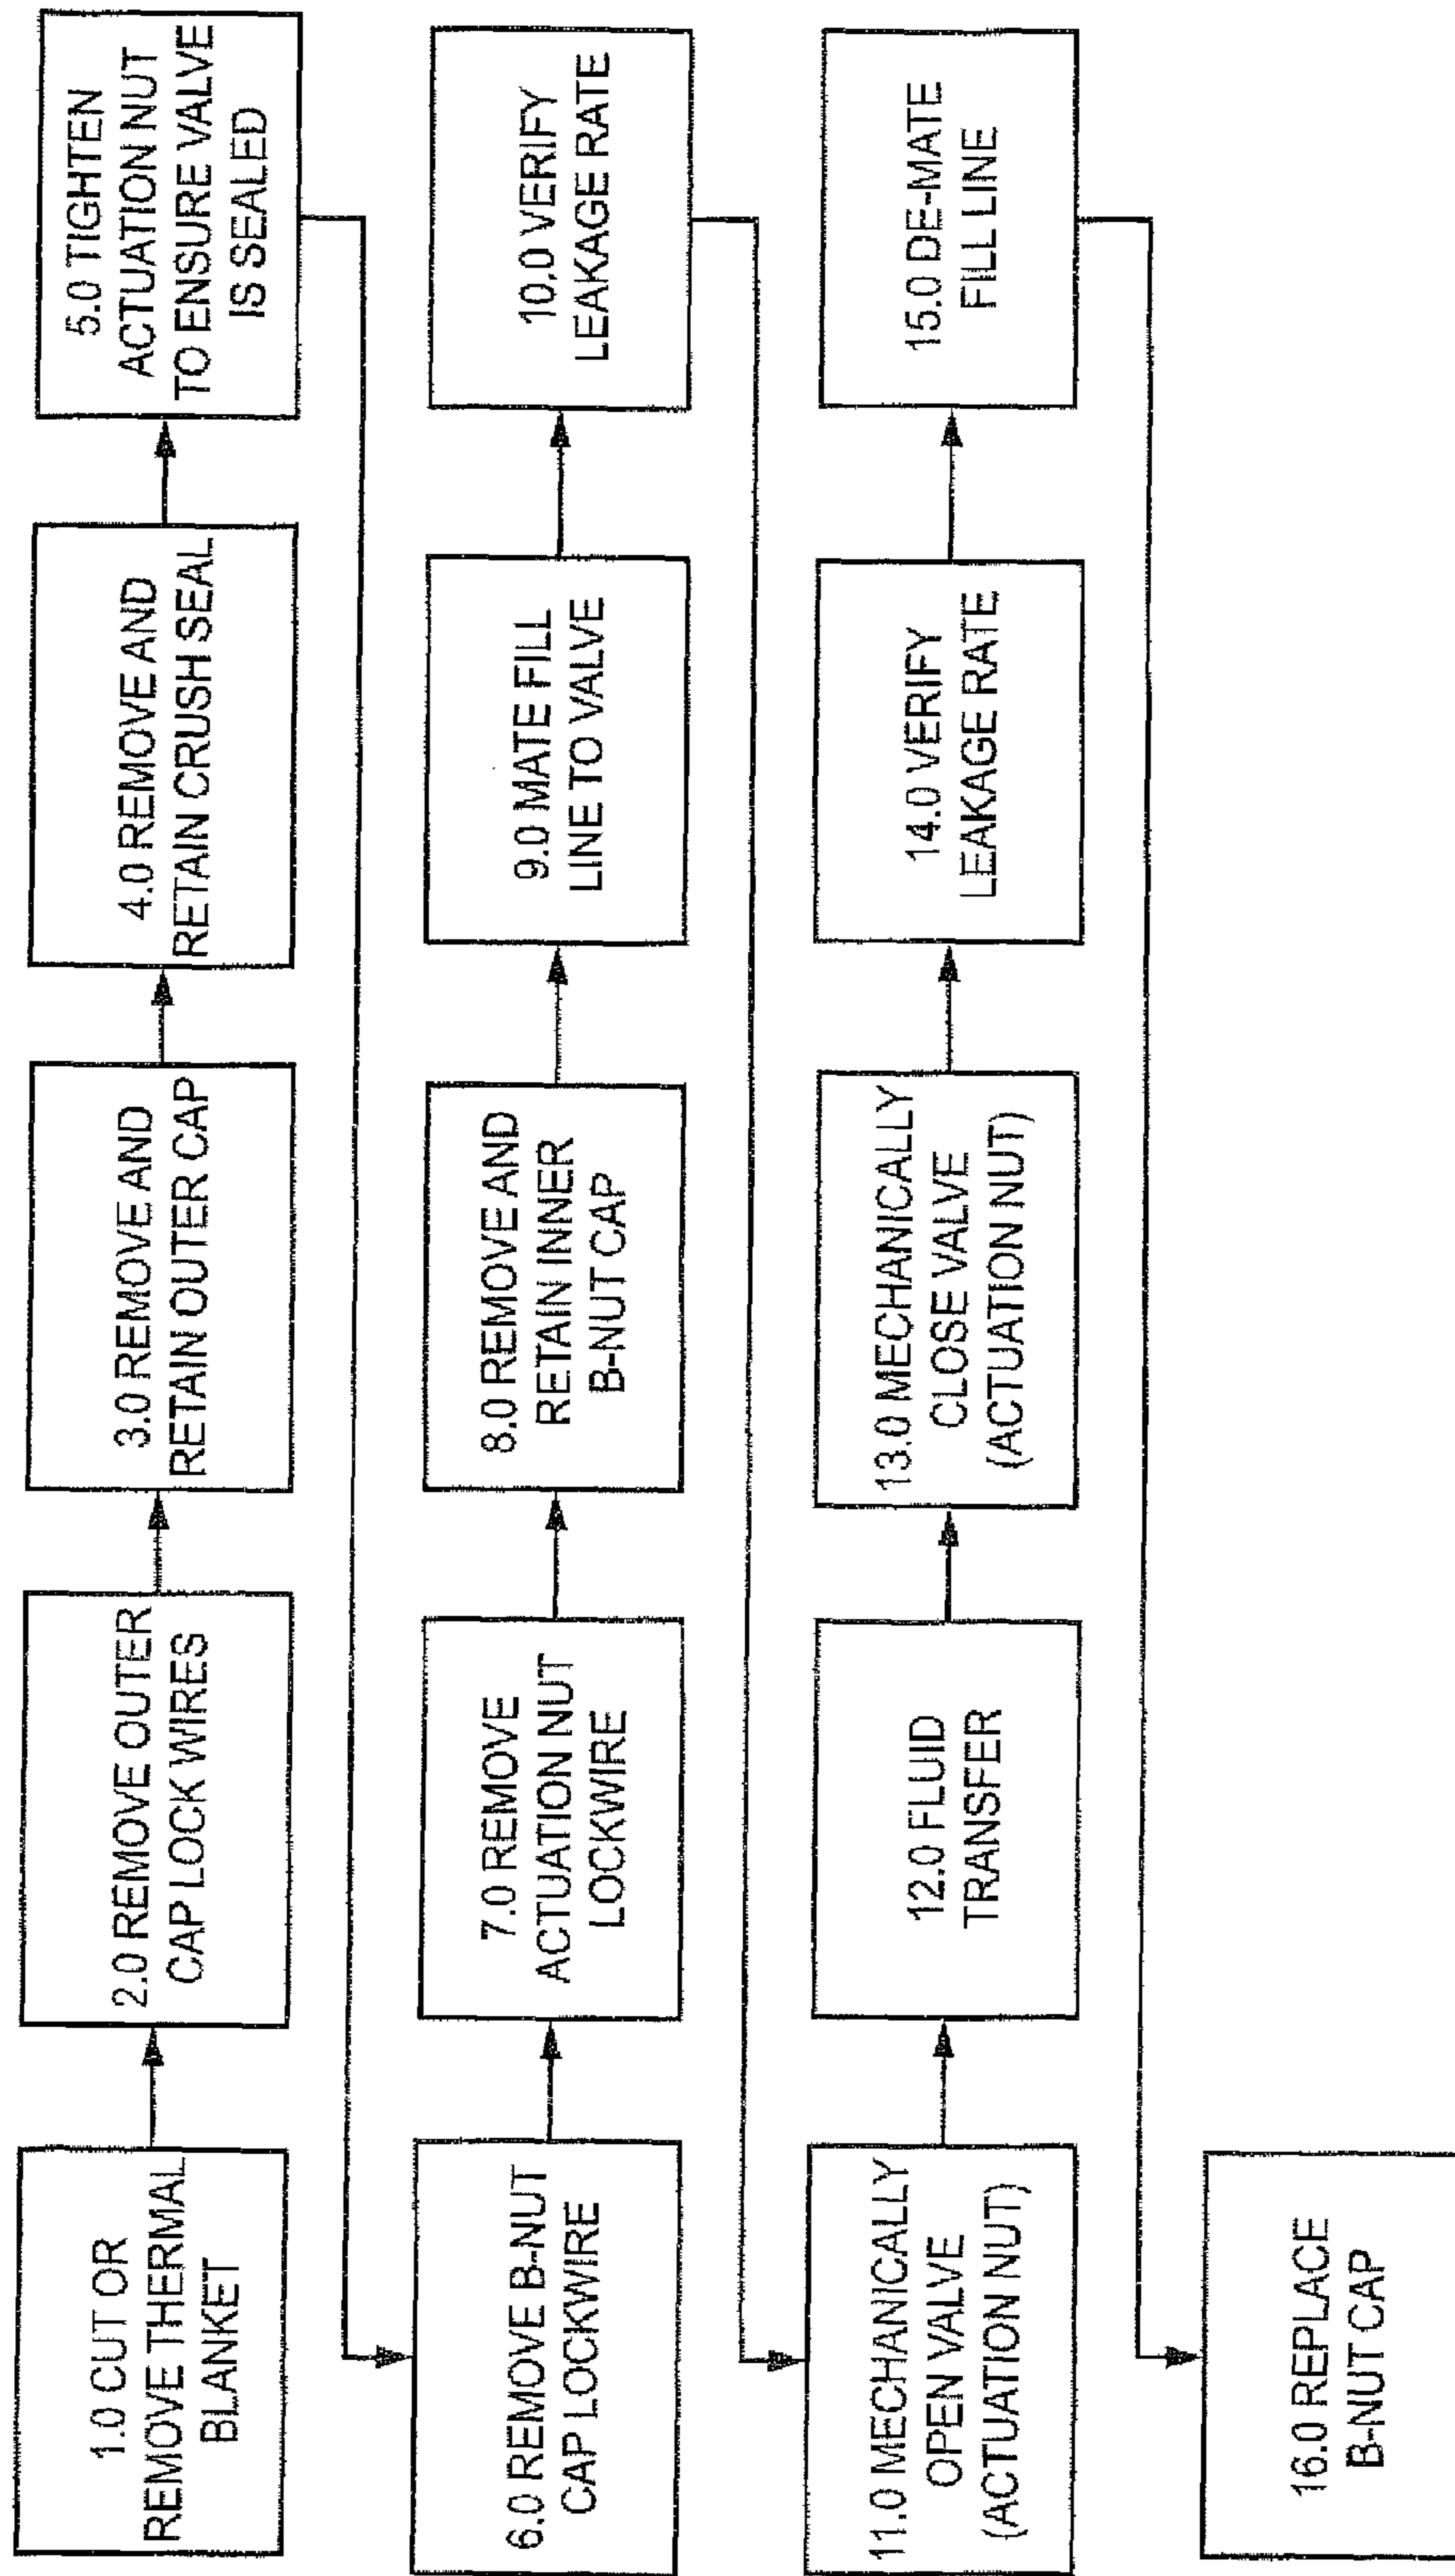 1.0 CUT OR
REMOVE THERMAL
BLANKET
2.0 REMOVE OUTER
CAP LOCK WIRES
3.0 REMOVE AND
RETAIN OUTER CAP
4.0 REMOVE AND
RETAIN CRUSH SEAL
5.0 TIGHTEN
ACTUATION NUT
TO ENSURE VALVE
IS SEALED
6.0 REMOVE B-NUT
CAP LOCKWIRE
7.0 REMOVE
ACTUATION NUT
LOCKWIRE
8.0 REMOVE AND
RETAIN INNER
B-NUT CAP
9.0 MATE FILL
LINE TO VALVE
10.0 VERIFY
LEAKAGE RATE
11.0 MECHANICALLY
OPEN VALVE
(ACTUATION NUT)
12.0 FLUID
TRANSFER
13.0 MECHANICALLY
CLOSE VALVE
(ACTUATION NUT)
14.0 VERIFY
LEAKAGE RATE
15.0 DE-MATE
FILL LINE
16.0 REPLACE
B-NUT CAP